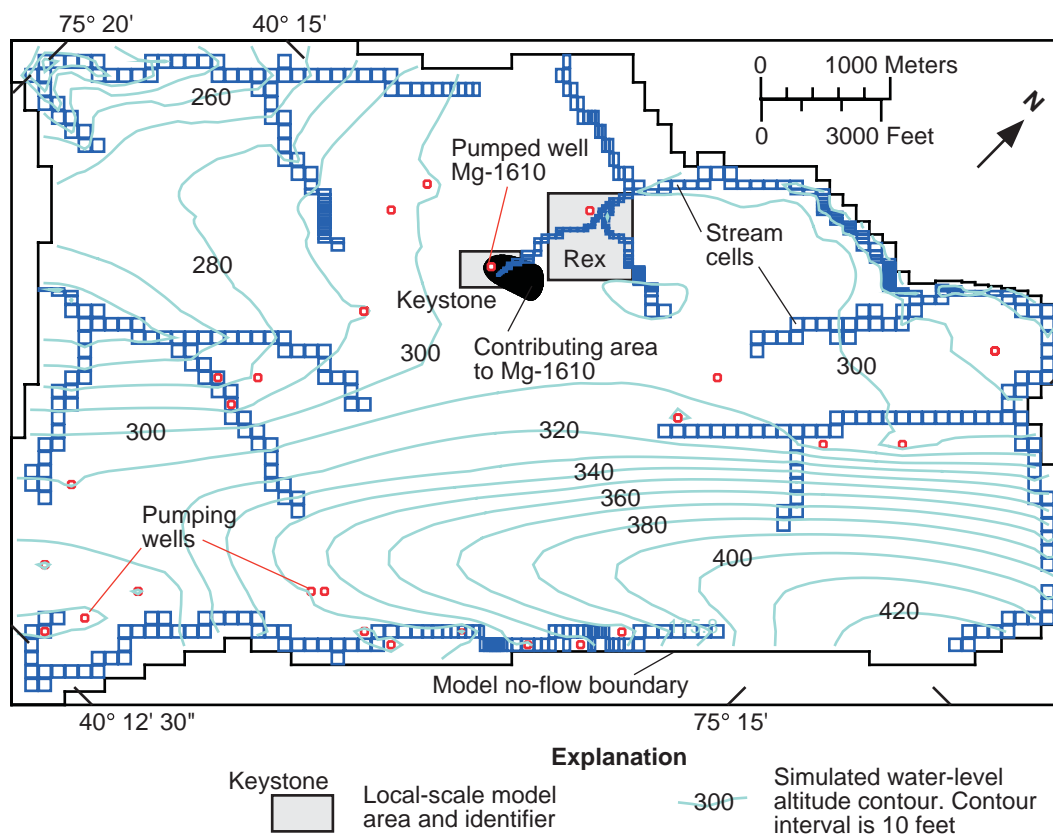 75° 20'
40° 15'
0 1000 Meters
0 3000 Feet
N
260
Pumped well
Mg-1610
Stream
cells
Rex
280
Keystone
300
Contributing area
to Mg-1610
300
300
320
340
360
380
Pumping
wells
400
420
Model no-flow boundary
40° 12' 30"
75° 15'
Explanation
Keystone
Local-scale model
area and identifier
300
Simulated water-level
altitude contour. Contour
interval is 10 feet